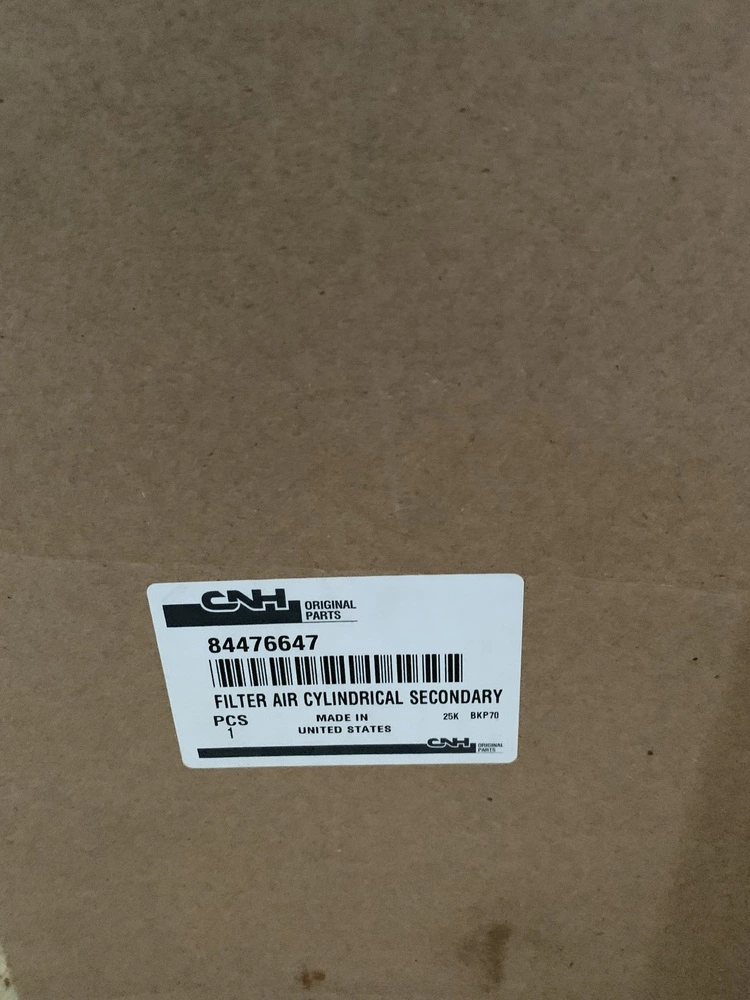 CNH ORIGINAL PARTS
84476647
FILTER AIR CYLINDRICAL SECONDARY
PCS MADE IN 25K BKP70
1 UNITED STATES
CNH ORIGINAL PARTS